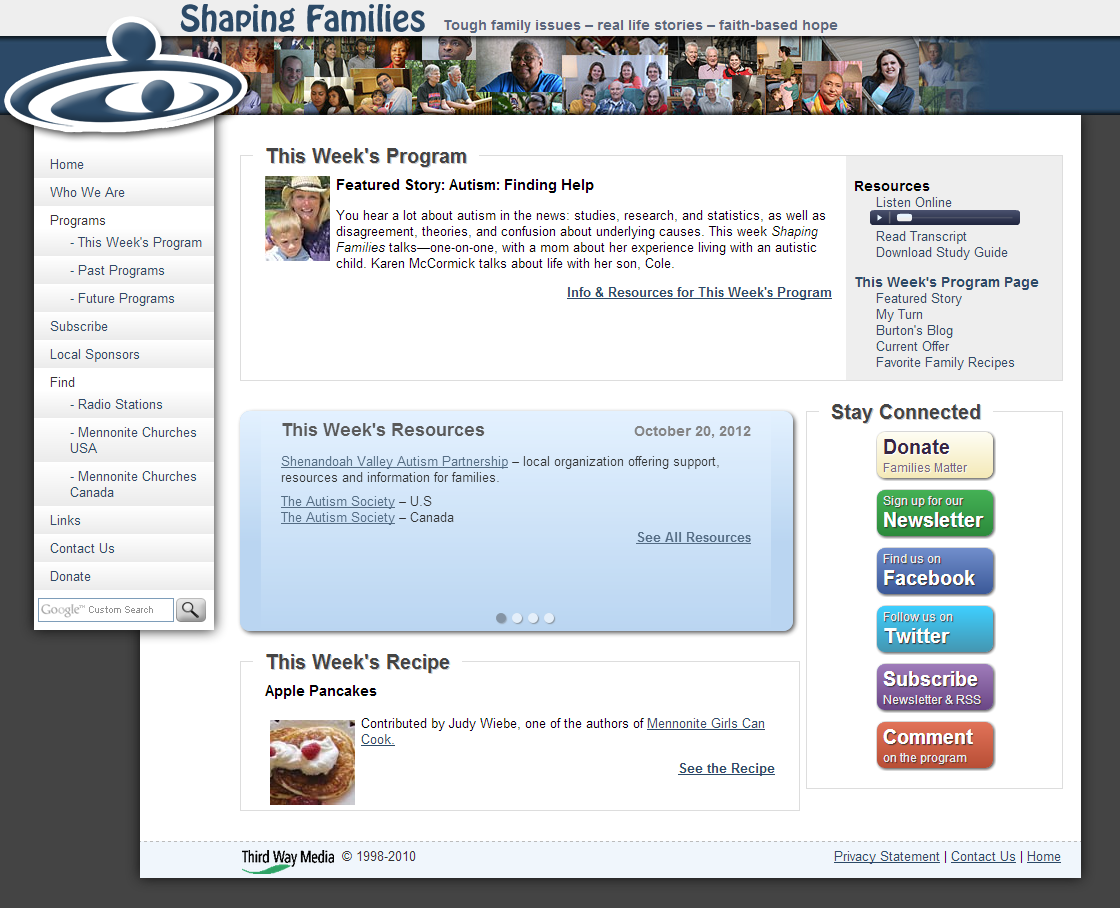 Shaping Families
Tough family issues – real life stories – faith-based hope
Home
Who We Are
Programs
- This Week's Program
- Past Programs
- Future Programs
Subscribe
Local Sponsors
Find
- Radio Stations
- Mennonite Churches
USA
- Mennonite Churches
Canada
Links
Contact Us
Donate
Google™ Custom Search
This Week's Program
Featured Story: Autism: Finding Help
You hear a lot about autism in the news: studies, research, and statistics, as well as
disagreement, theories, and confusion about underlying causes. This week Shaping
Families talks—one-on-one, with a mom about her experience living with an autistic
child. Karen McCormick talks about life with her son, Cole.
Info & Resources for This Week's Program
Resources
Listen Online
Read Transcript
Download Study Guide
This Week's Program Page
Featured Story
My Turn
Burton's Blog
Current Offer
Favorite Family Recipes
This Week's Resources
October 20, 2012
Shenandoah Valley Autism Partnership – local organization offering support,
resources and information for families.
The Autism Society – U.S
The Autism Society – Canada
See All Resources
Stay Connected
Donate
Families Matter
Sign up for our
Newsletter
Find us on
Facebook
Follow us on
Twitter
Subscribe
Newsletter & RSS
Comment
on the program
This Week's Recipe
Apple Pancakes
Contributed by Judy Wiebe, one of the authors of Mennonite Girls Can
Cook.
See the Recipe
Third Way Media © 1998-2010
Privacy Statement | Contact Us | Home